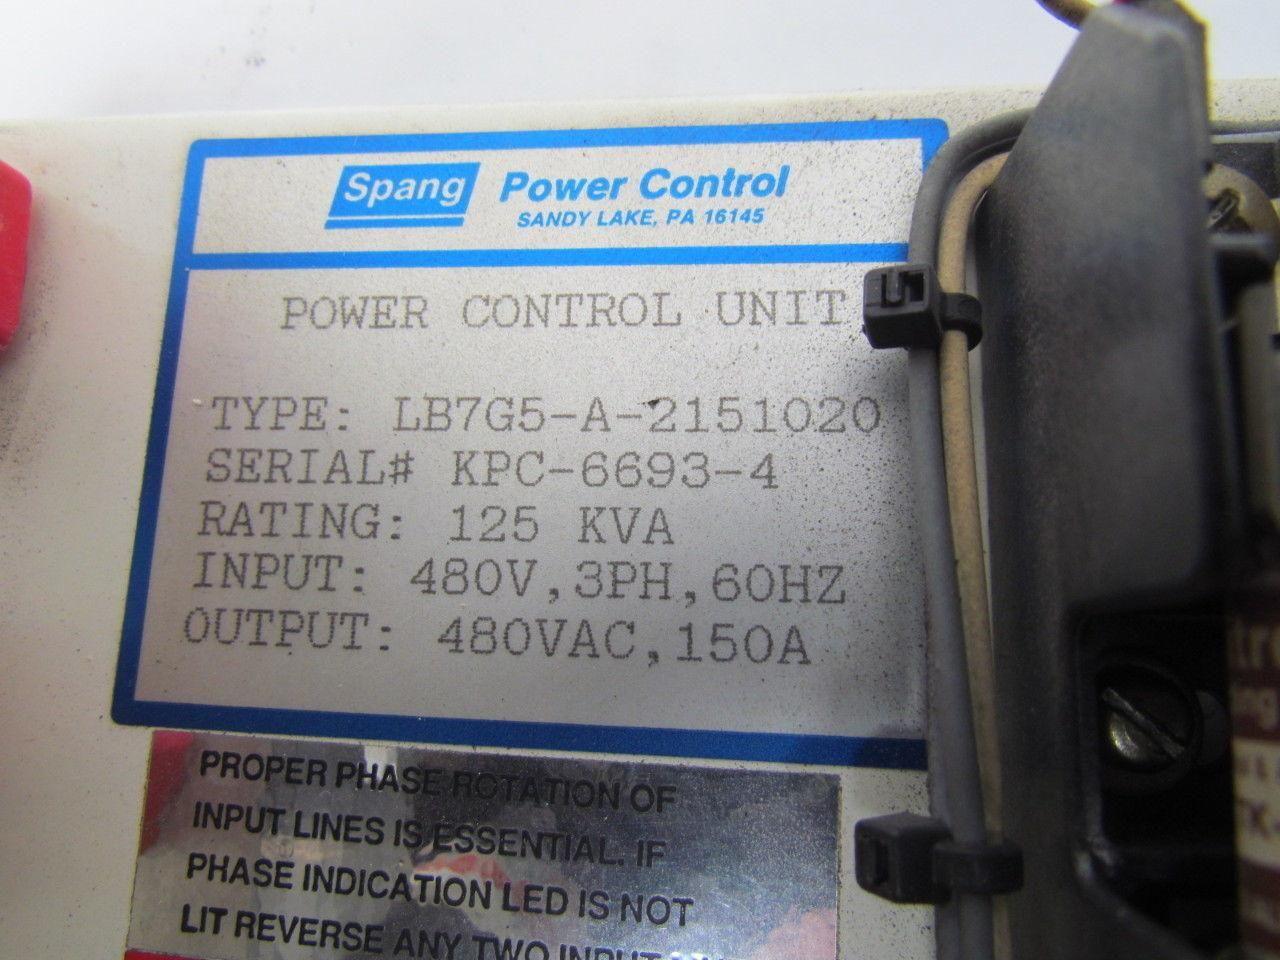 Spang Power Control
SANDY LAKE, PA 16145
POWER CONTROL UNIT
TYPE: LB7G5-A-2151020
SERIAL# KPC-6693-4
RATING: 125 KVA
INPUT: 480V,3PH,60HZ
OUTPUT: 480VAC,150A
PROPER PHASE ROTATION OF
INPUT LINES IS ESSENTIAL. IF
PHASE INDICATION LED IS NOT
LIT REVERSE ANY TWO INPUT